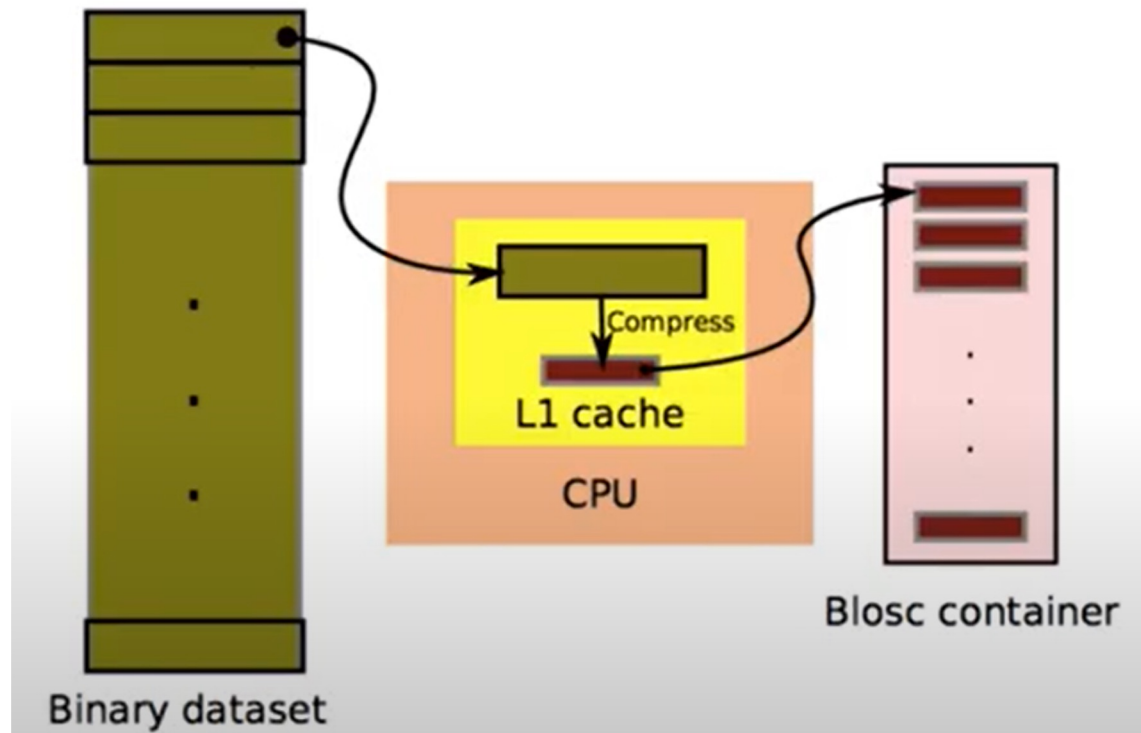 Compress
L1 cache
CPU
Blosc container
Binary dataset